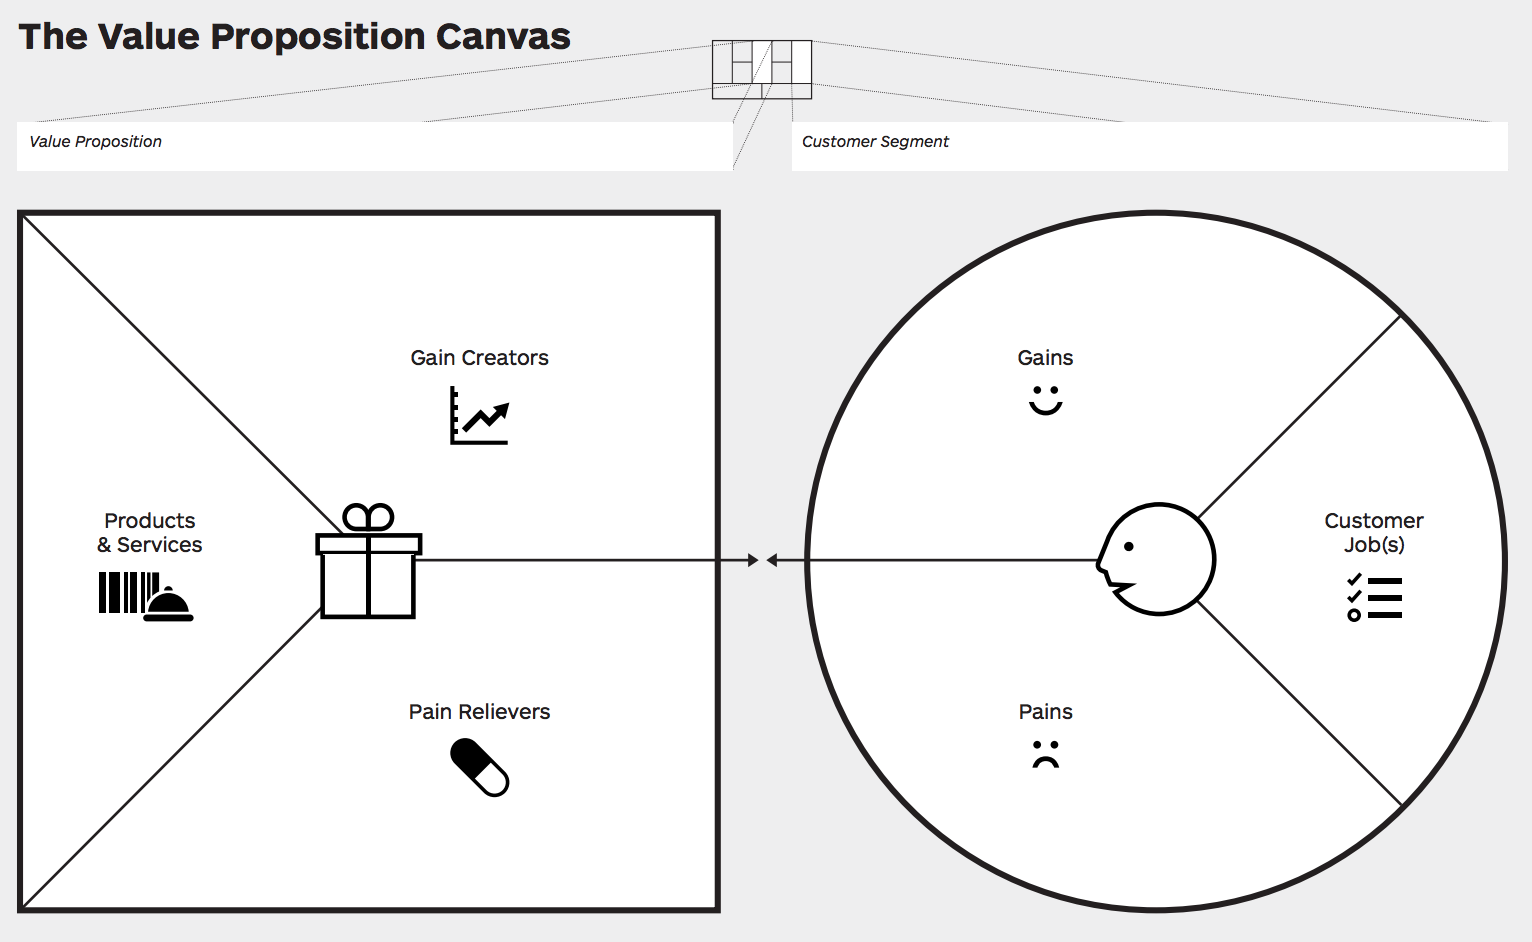 The Value Proposition Canvas
Value Proposition
Customer Segment
Gain Creators
Gains
Products
& Services
Customer
Job(s)
Pain Relievers
Pains